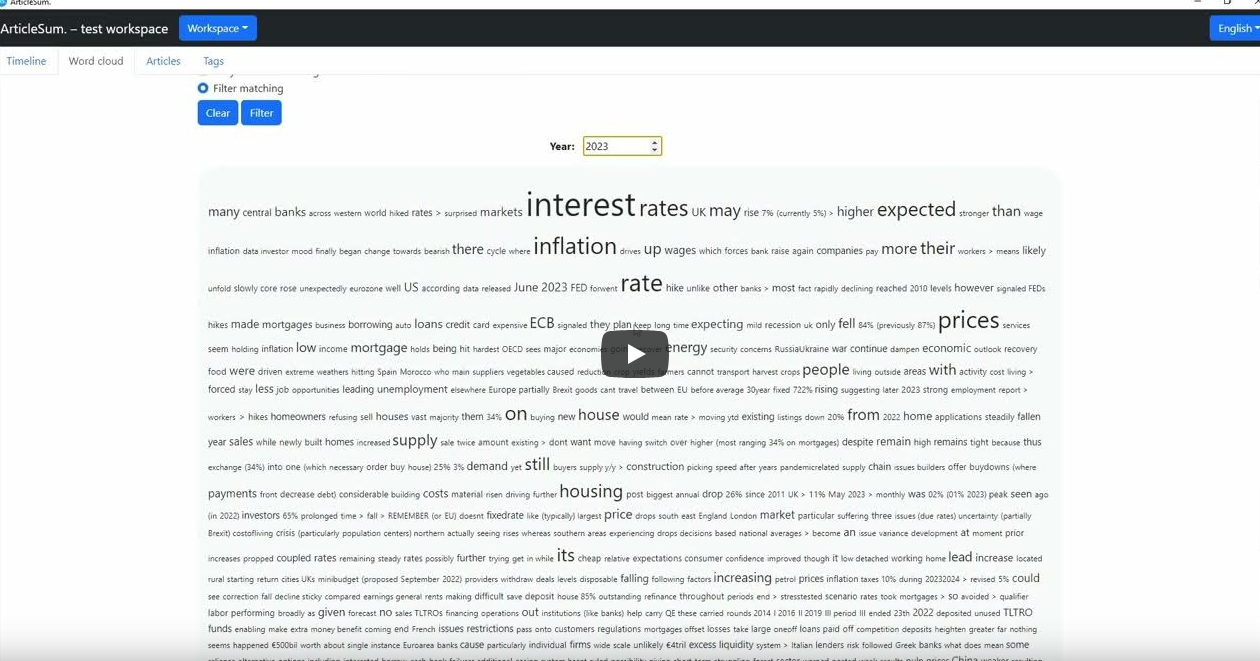 ArticleSum.
ArticleSum. – test workspace Workspace English
Timeline Word cloud Articles Tags
Filter matching
Clear Filter
Year: 2023
many central banks across western world hiked rates > surprised markets interest rates UK may rise 7% (currently 5%) > higher expected stronger than wage
inflation data investor mood finally began change towards bearish there cycle where inflation drives up wages which forces bank raise again companies pay more their workers > means likely
unfold slowly core rose unexpectedly eurozone well US according data released June 2023 FED forwent rate hike unlike other banks > most fact rapidly declining reached 2010 levels however signaled FEDs
hikes made mortgages business borrowing auto loans credit card expensive ECB signaled they plan keep long time expecting mild recession uk only fell 84% (previously 87%) prices services
seem holding inflation low income mortgage holds being hit hardest OECD sees major economies energy security concerns RussiaUkraine war continue dampen economic outlook recovery
food were driven extreme weathers hitting Spain Morocco who main suppliers vegetables caused reduction crop yields farmers cannot transport harvest crops people living outside areas with activity cost living >
forced stay less job opportunities leading unemployment elsewhere Europe partially Brexit goods cant travel between EU before average 30year fixed 722% rising suggesting later 2023 strong employment report >
workers > hikes homeowners refusing sell houses vast majority them 34% on buying new house would mean rate > moving ytd existing listings down 20% from 2022 home applications steadily fallen
year sales while newly built homes increased supply sale twice amount existing > dont want move having switch over higher (most ranging 34% on mortgages) despite remain high remains tight because thus
exchange (34%) into one (which necessary order buy house) 25% 3% demand yet still buyers supply y/y > construction picking speed after years pandemicrelated supply chain issues builders offer buydowns (where
payments front decrease debt) considerable building costs material risen driving further housing post biggest annual drop 26% since 2011 UK > 11% May 2023 > monthly was 02% (01% 2023) peak seen ago
(in 2022) investors 65% prolonged time > fall > REMEMBER (or EU) doesnt fixedrate like (typically) largest price drops south east England London market particular suffering three issues (due rates) uncertainty (partially
Brexit) costofliving crisis (particularly population centers) northern actually seeing rises whereas southern areas experiencing drops decisions based national averages > become an issue variance development at moment prior
increases propped coupled rates remaining steady rates possibly further trying get in while its cheap relative expectations consumer confidence improved though it low detached working home lead increase located
rural starting return cities UKs minibudget (proposed September 2022) providers withdraw deals levels disposable falling following factors increasing petrol prices inflation taxes 10% during 20232024 > revised 5% could
see correction fall decline sticky compared earnings general rents making difficult save deposit house 85% outstanding refinance throughout periods end > stresstested scenario rates took mortgages > so avoided > qualifier
labor performing broadly as given forecast no sales TLTROs financing operations out institutions (like banks) help carry QE these carried rounds 2014 I 2016 II 2019 III period III ended 23th 2022 deposited unused TLTRO
funds enabling make extra money benefit coming end French issues restrictions pass onto customers regulations mortgages offset losses take large oneoff loans paid off competition deposits heighten greater far nothing
seems happened €500bil worth about single instance Euroarea banks cause particularly individual firms wide scale unlikely €4tril excess liquidity system > Italian lenders risk followed Greek banks what does mean some